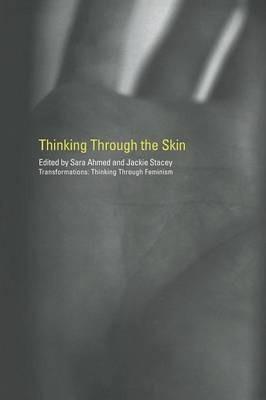 Thinking Through the Skin
Edited by Sara Ahmed and Jackie Stacey
Transformations: Thinking Through Feminism